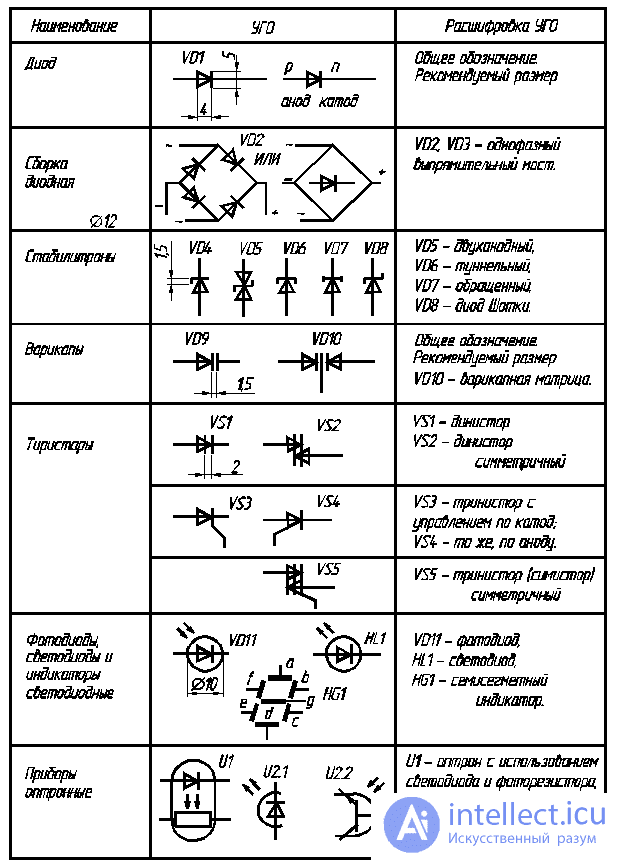 Наименование
УГО
Расшифровка УГО
Диод
VD1
5
4
p
n
анод катод
Общее обозначение.
Рекомендуемый размер
Сборка
диодная
∅12
~
~
−
+
VD2
ИЛИ
~
~
−
+
VD2, VD3 – однофазный
выпрямительный мост.
Стабилитроны
1,5
VD4
VD5
VD6
VD7
VD8
VD5 – двуханодный,
VD6 – туннельный,
VD7 – обращенный,
VD8 – диод Шотки.
Варикапы
VD9
1,5
VD10
Общее обозначение.
Рекомендуемый размер
VD10 – варикапная матрица.
Тиристоры
VS1
2
VS2
VS1 – динистор
VS2 – динистор
симметричный
VS3
VS4
VS3 – тринистор с
управлением по катод;
VS4 – то же, по аноду.
VS5
VS5 – тринистор (симистор)
симметричный
Фотодиоды,
светодиоды и
индикаторы
светодиодные
VD11
∅10
HL1
a
f
b
g
e
d
c
HG1
VD11 – фотодиод,
HL1 – светодиод,
HG1 – семисегметный
индикатор.
Приборы
оптронные
U1
U2.1
U2.2
U1 – оптрон с использованием
светодиода и фоторезистора,
Ai
intellect.icu
Искусственный разум